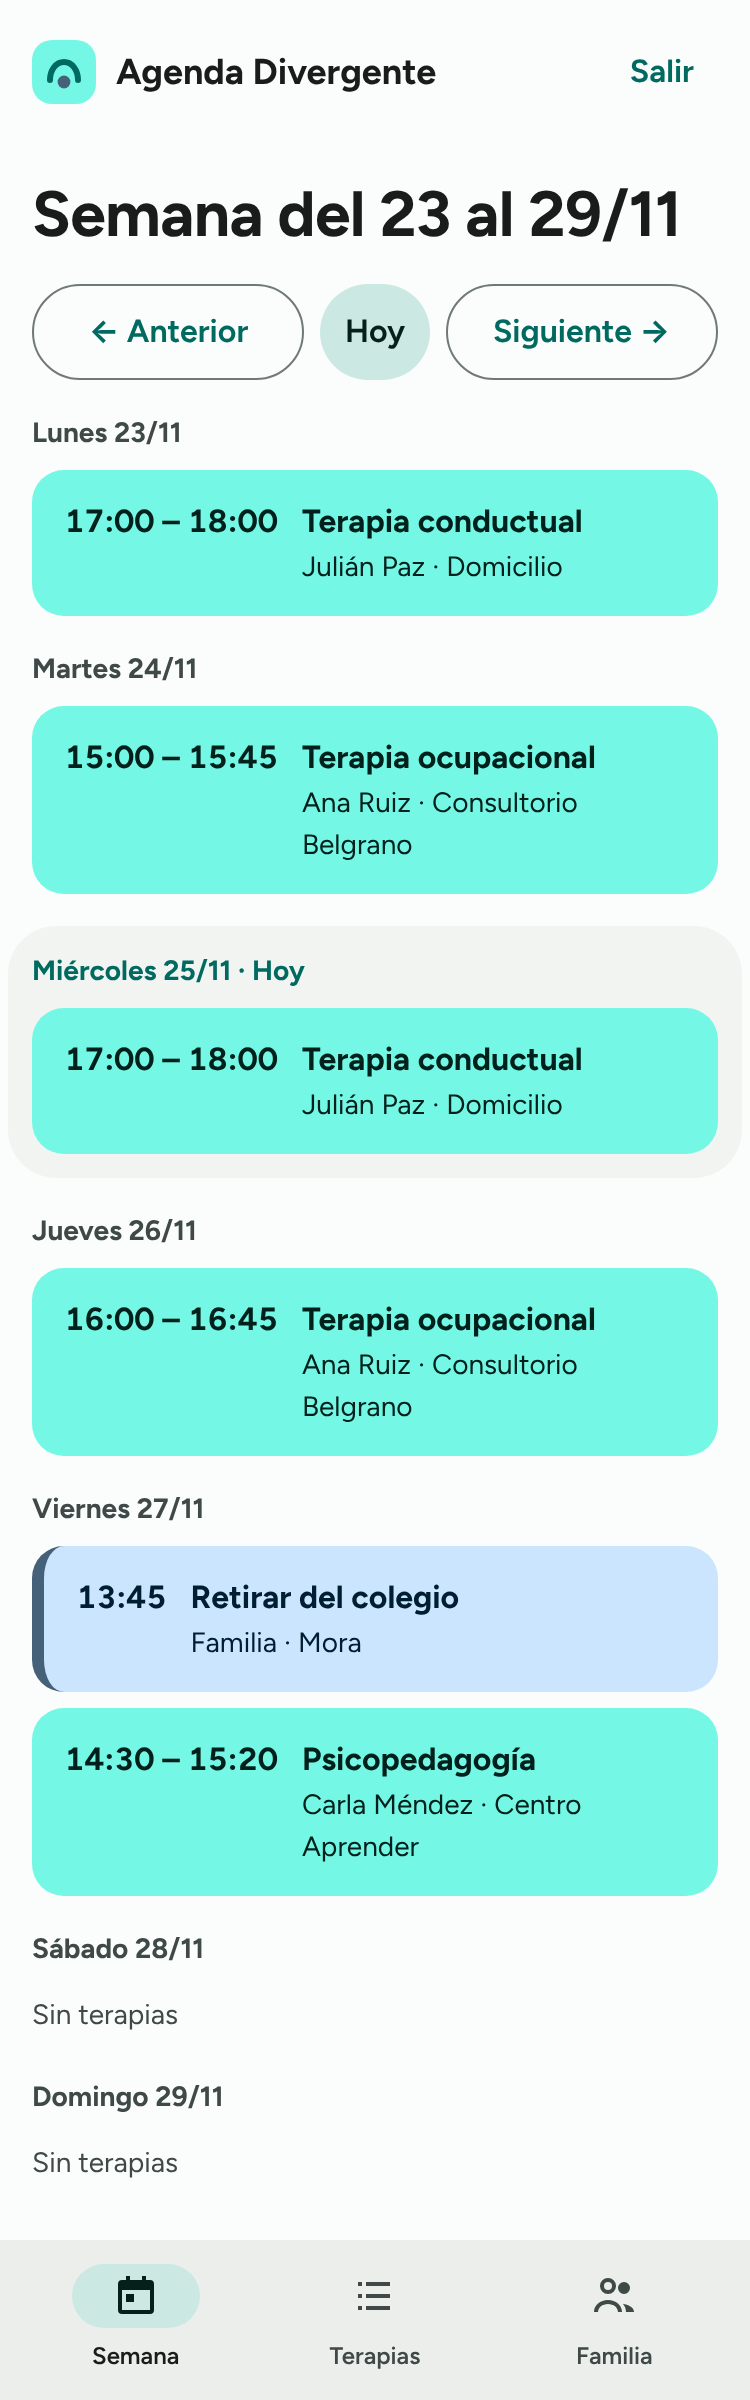 Agenda Divergente
Salir
Semana del 23 al 29/11
← Anterior
Hoy
Siguiente →
Lunes 23/11
17:00 – 18:00 Terapia conductual
Julián Paz · Domicilio
Martes 24/11
15:00 – 15:45 Terapia ocupacional
Ana Ruiz · Consultorio
Belgrano
Miércoles 25/11 · Hoy
17:00 – 18:00 Terapia conductual
Julián Paz · Domicilio
Jueves 26/11
16:00 – 16:45 Terapia ocupacional
Ana Ruiz · Consultorio
Belgrano
Viernes 27/11
13:45 Retirar del colegio
Familia · Mora
14:30 – 15:20 Psicopedagogía
Carla Méndez · Centro
Aprender
Sábado 28/11
Sin terapias
Domingo 29/11
Sin terapias
Semana
Terapias
Familia